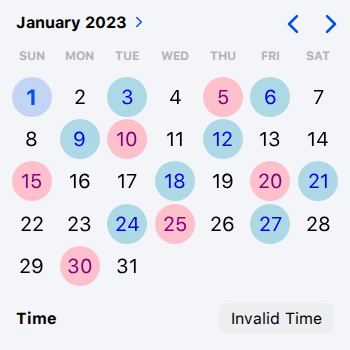 January 2023
SUN MON TUE WED THU FRI SAT
1 2 3 4 5 6 7
8 9 10 11 12 13 14
15 16 17 18 19 20 21
22 23 24 25 26 27 28
29 30 31
Time Invalid Time